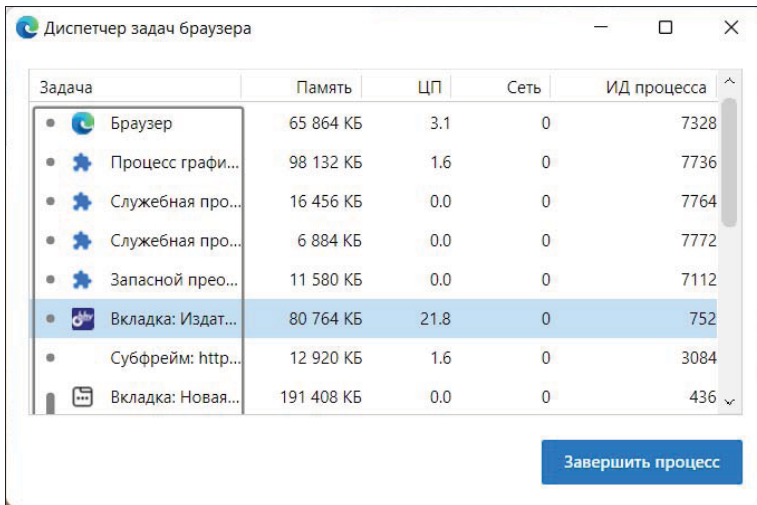 Диспетчер задач браузера
Задача Память ЦП Сеть ИД процесса
Браузер 65 864 КБ 3.1 0 7328
Процесс графи... 98 132 КБ 1.6 0 7736
Служебная про... 16 456 КБ 0.0 0 7764
Служебная про... 6 884 КБ 0.0 0 7772
Запасной прео... 11 580 КБ 0.0 0 7112
Вкладка: Издат... 80 764 КБ 21.8 0 752
Субфрейм: http... 12 920 КБ 1.6 0 3084
Вкладка: Новая... 191 408 КБ 0.0 0 436
Завершить процесс